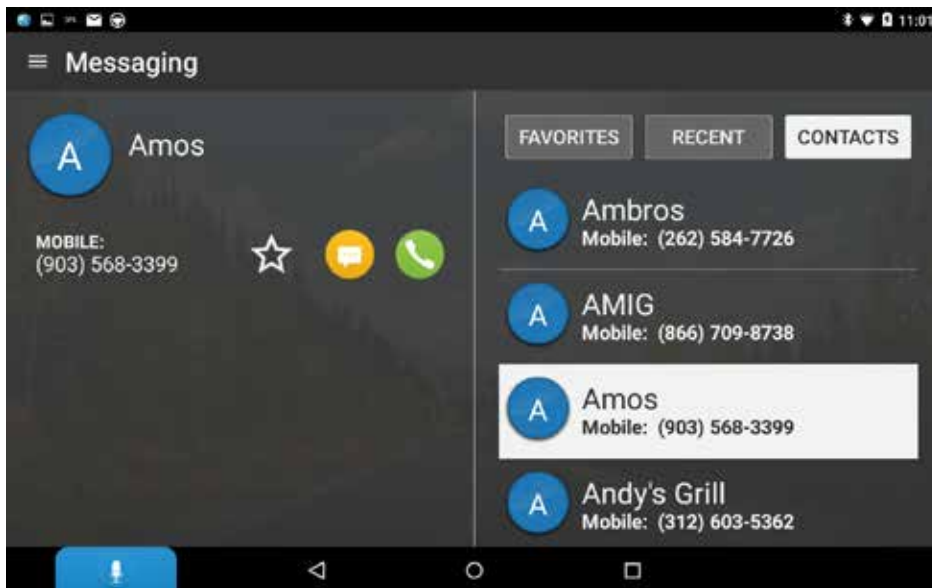 11:01
Messaging
A
Amos
MOBILE:
(903) 568-3399
FAVORITES RECENT CONTACTS
A
Ambros
Mobile: (262) 584-7726
A
AMIG
Mobile: (866) 709-8738
A
Amos
Mobile: (903) 568-3399
A
Andy's Grill
Mobile: (312) 603-5362